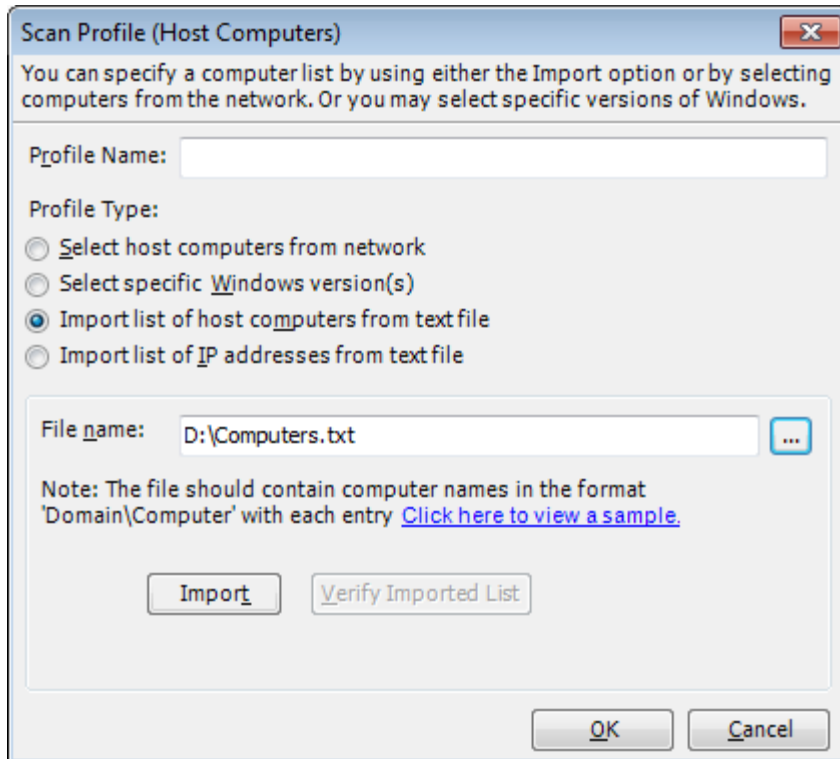 Scan Profile (Host Computers)
You can specify a computer list by using either the Import option or by selecting
computers from the network. Or you may select specific versions of Windows.
Profile Name:
Profile Type:
Select host computers from network
Select specific Windows version(s)
Import list of host computers from text file
Import list of IP addresses from text file
File name: D:\Computers.txt ...
Note: The file should contain computer names in the format
'Domain\Computer' with each entry Click here to view a sample.
Import Verify Imported List
OK Cancel